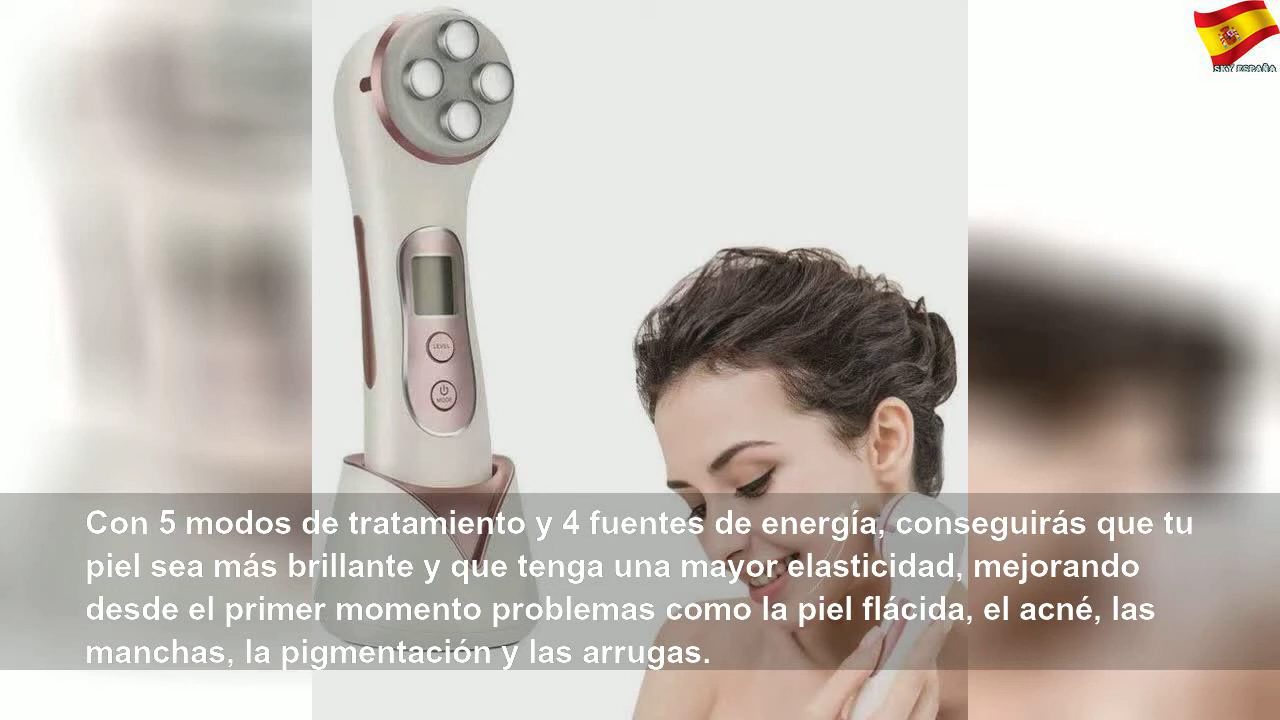 SKY ESPAÑA
LEVEL
MODE
Con 5 modos de tratamiento y 4 fuentes de energía, conseguirás que tu
piel sea más brillante y que tenga una mayor elasticidad, mejorando
desde el primer momento problemas como la piel flácida, el acné, las
manchas, la pigmentación y las arrugas.